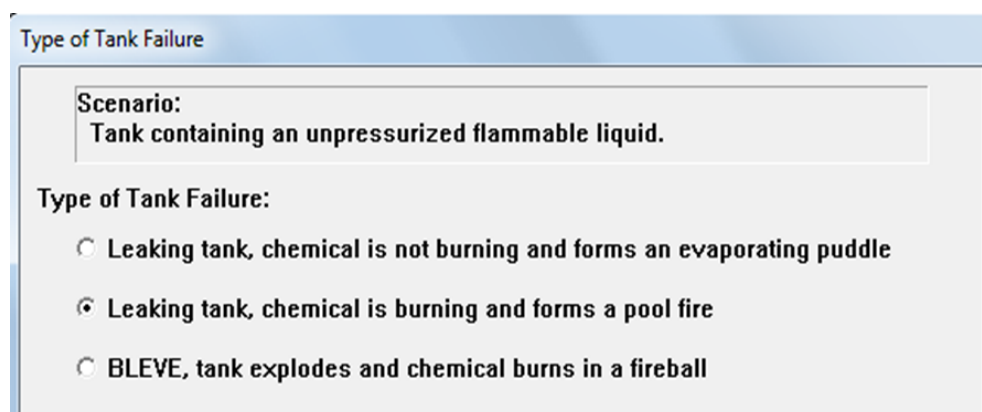 Type of Tank Failure
Scenario:
Tank containing an unpressurized flammable liquid.
Type of Tank Failure:
Leaking tank, chemical is not burning and forms an evaporating puddle
Leaking tank, chemical is burning and forms a pool fire
BLEVE, tank explodes and chemical burns in a fireball